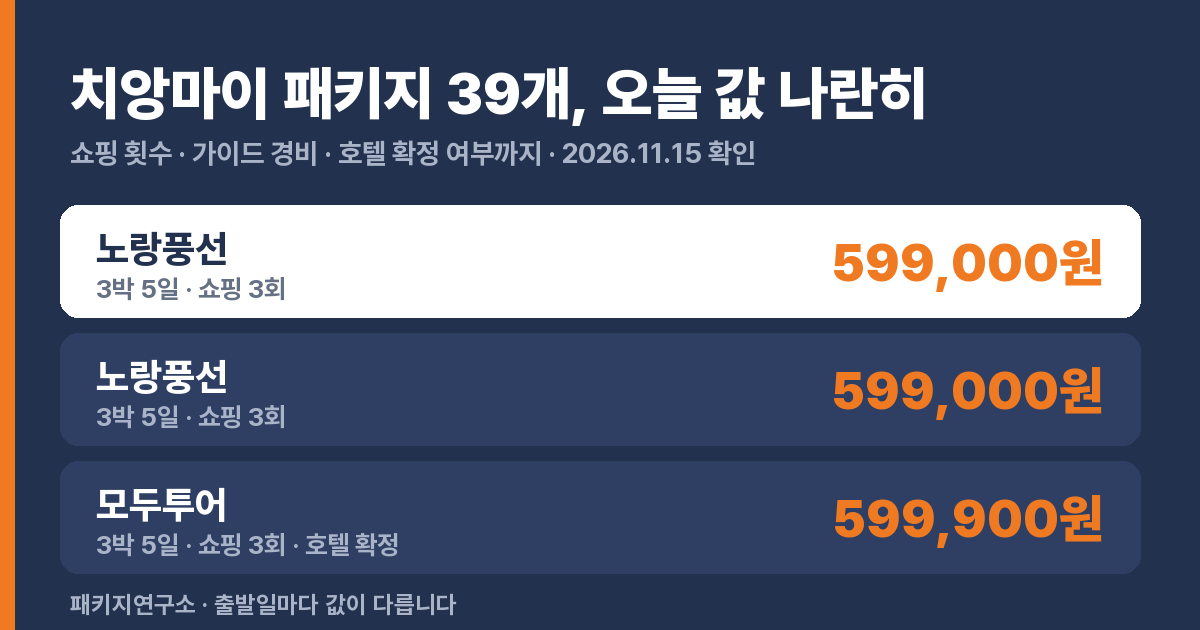 치앙마이 패키지 39개, 오늘 값 나란히
쇼핑 횟수 · 가이드 경비 · 호텔 확정 여부까지 · 2026.11.15 확인
노랑풍선
599,000원
3박 5일 · 쇼핑 3회
노랑풍선
599,000원
3박 5일 · 쇼핑 3회
모두투어
599,900원
3박 5일 · 쇼핑 3회 · 호텔 확정
패키지연구소 · 출발일마다 값이 다릅니다